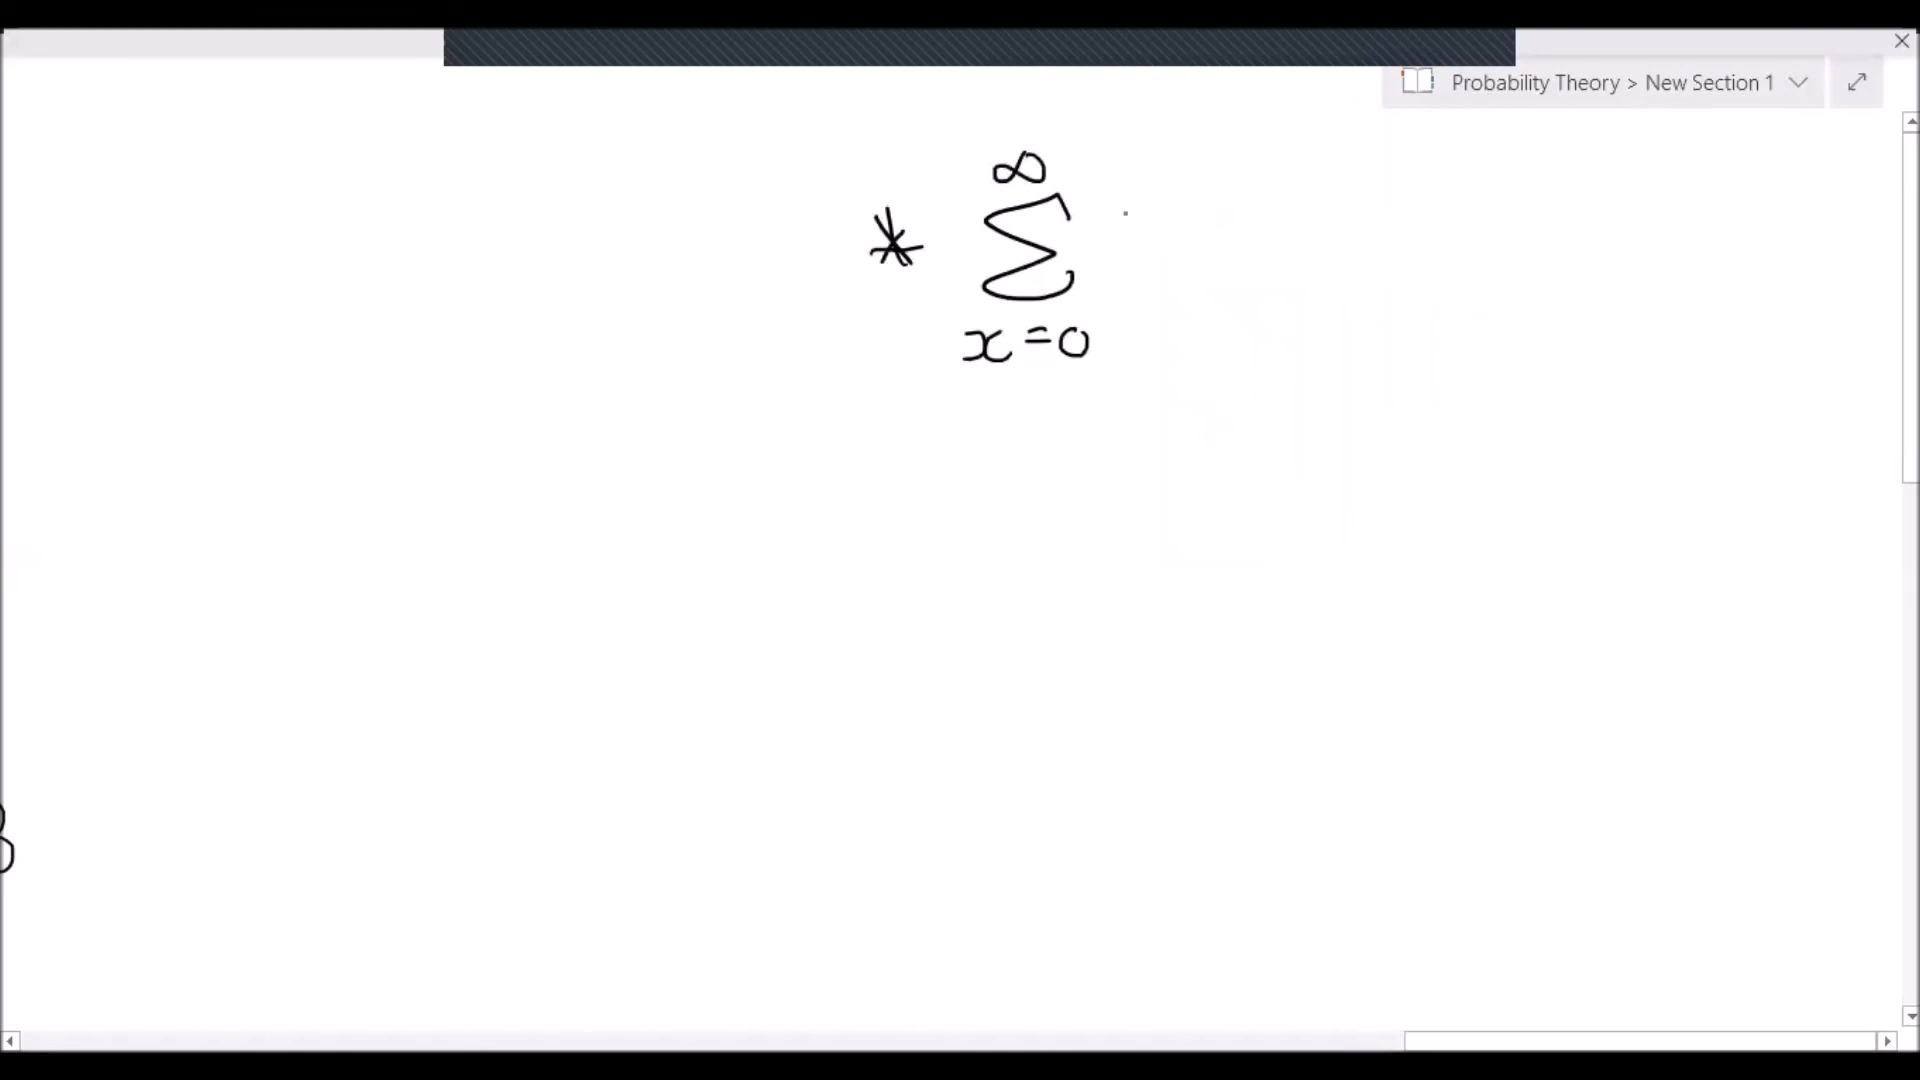 Probability Theory > New Section 1
∞
* Σ
x=0